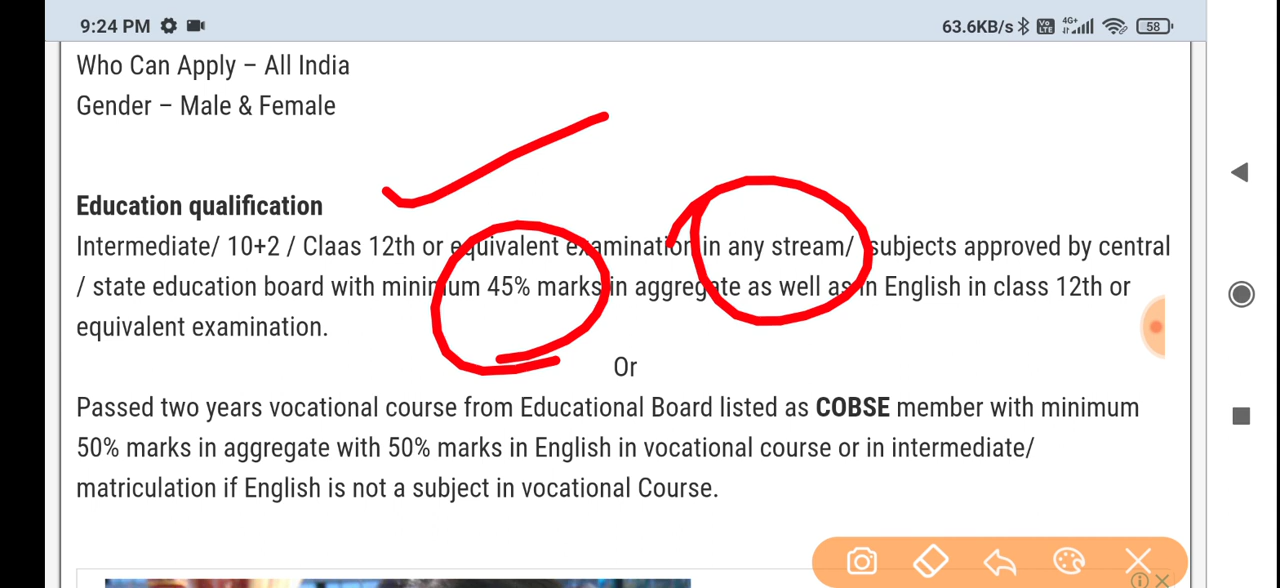 9:24 PM 63.6KB/s Vo LTE 4G+ 58
Who Can Apply – All India
Gender – Male & Female
Education qualification
Intermediate/ 10+2 / Claas 12th or equivalent examination in any stream/ subjects approved by central
/ state education board with minimum 45% marks in aggregate as well as in English in class 12th or
equivalent examination.
Or
Passed two years vocational course from Educational Board listed as COBSE member with minimum
50% marks in aggregate with 50% marks in English in vocational course or in intermediate/
matriculation if English is not a subject in vocational Course.